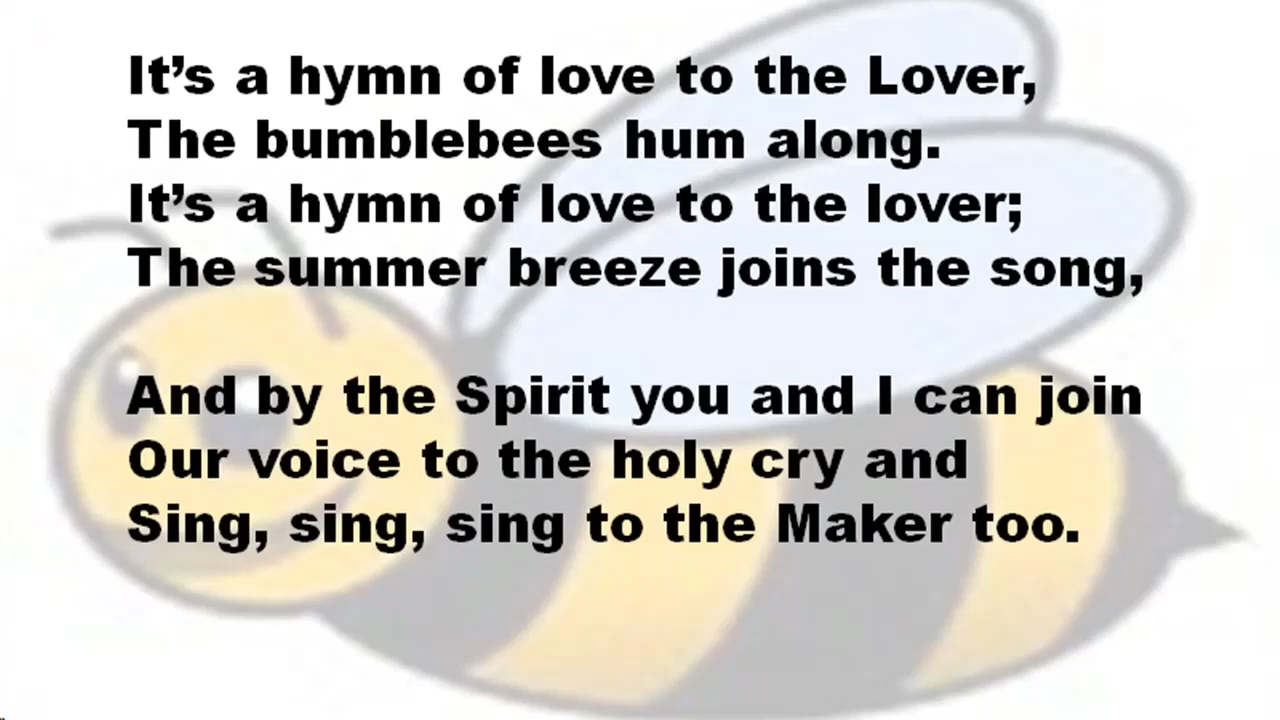 It’s a hymn of love to the Lover,
The bumblebees hum along.
It’s a hymn of love to the lover;
The summer breeze joins the song,
And by the Spirit you and I can join
Our voice to the holy cry and
Sing, sing, sing to the Maker too.